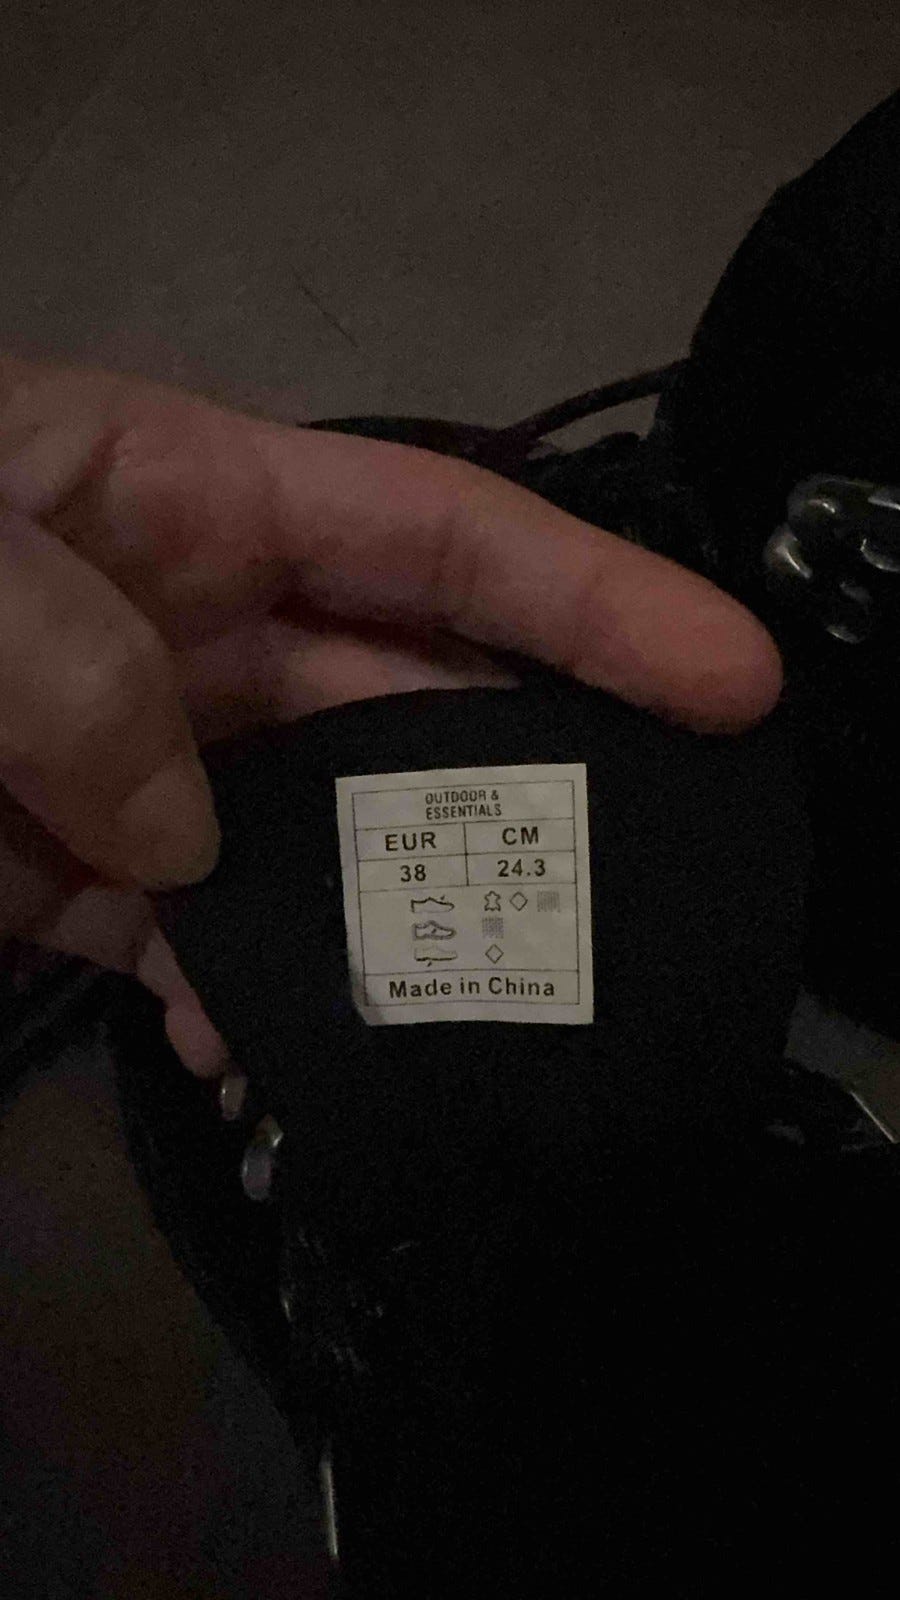 OUTDOOR &
ESSENTIALS
EUR CM
38 24.3
Made in China